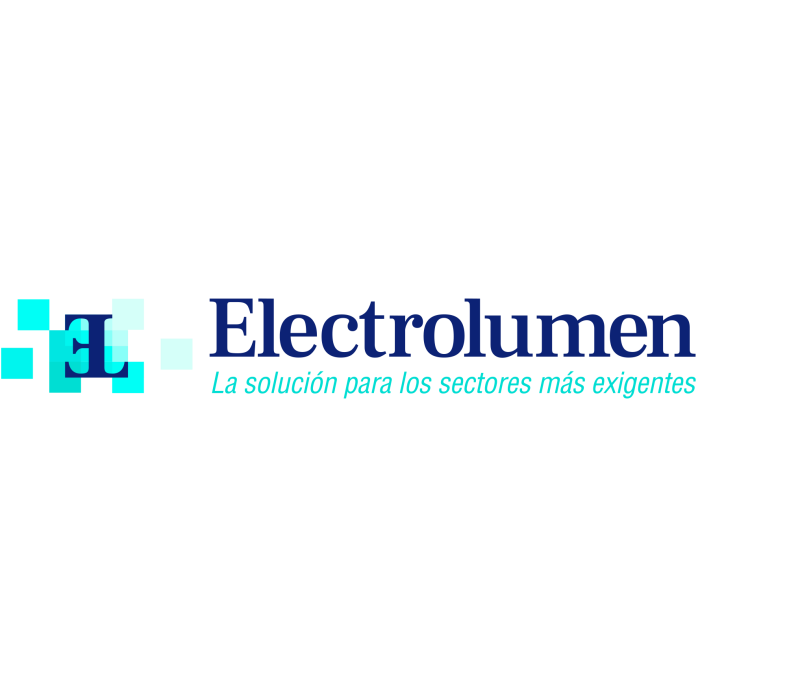 EL
Electrolumen
La solución para los sectores más exigentes